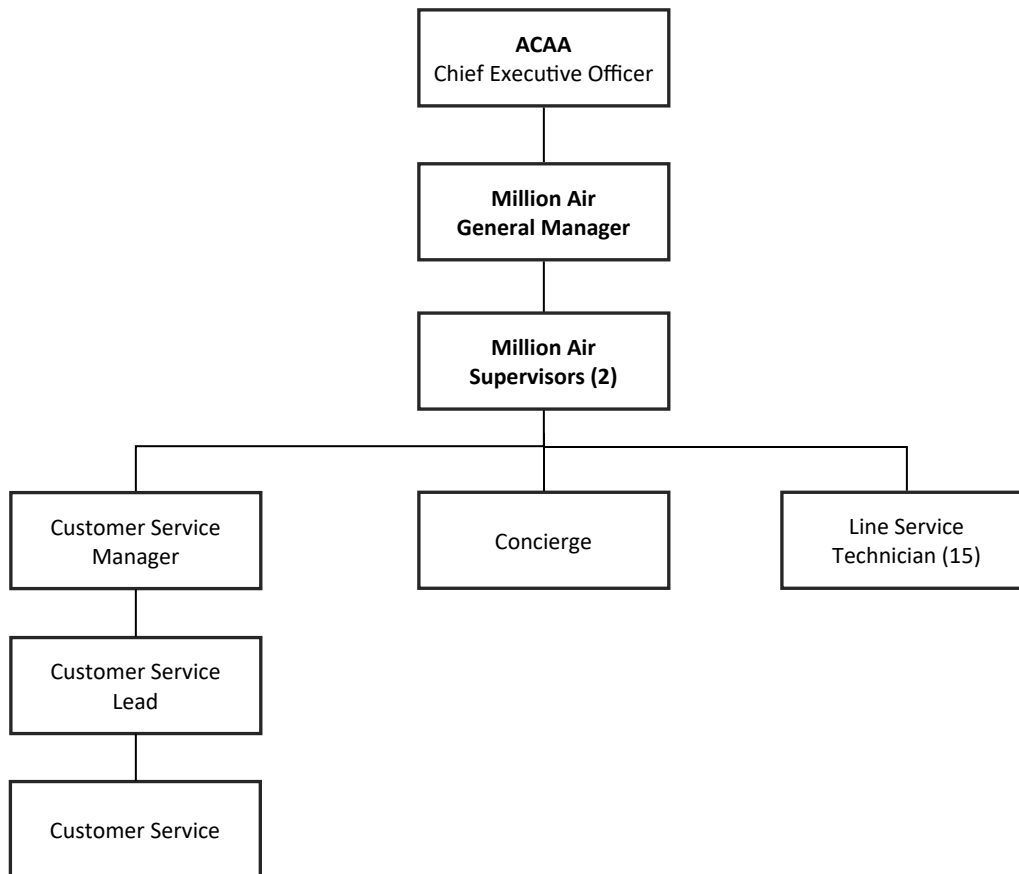 ACAA
Chief Executive Officer
Million Air
General Manager
Million Air
Supervisors (2)
Customer Service
Manager
Concierge
Line Service
Technician (15)
Customer Service
Lead
Customer Service